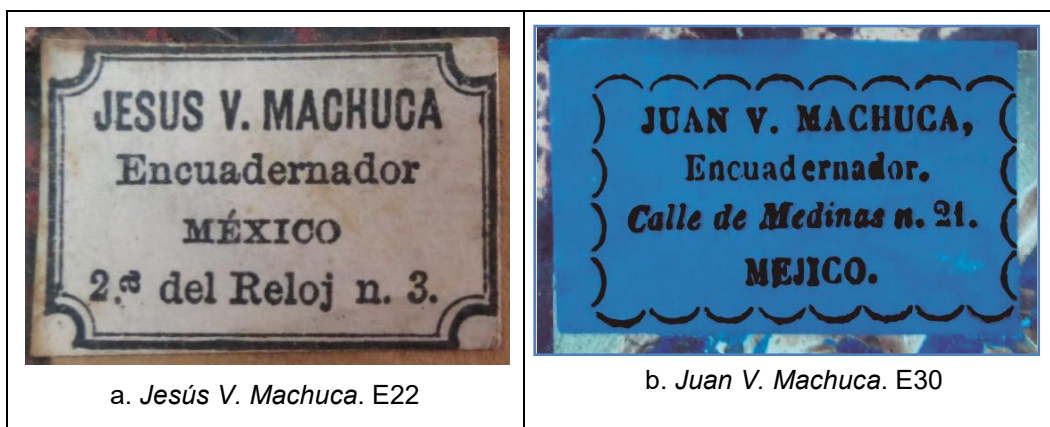 JESUS V. MACHUCA
Encuadernador
MÉXICO
2.ª del Reloj n. 3.
a. Jesús V. Machuca. E22
JUAN V. MACHUCA,
Encuadernador.
Calle de Medinas n. 21.
MEJICO.
b. Juan V. Machuca. E30